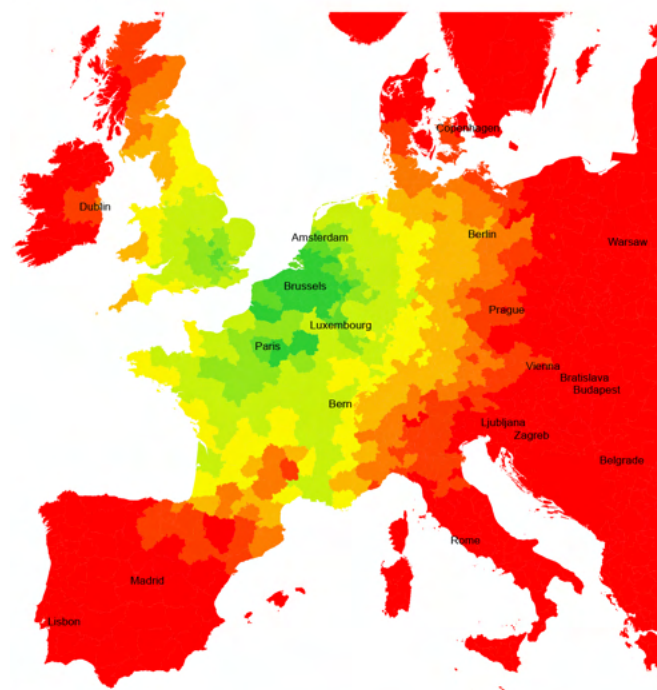 Copenhagen
Dublin
Amsterdam
Berlin
Warsaw
Brussels
Prague
Luxembourg
Paris
Vienna
Bratislava
Budapest
Bern
Ljubljana
Zagreb
Belgrade
Rome
Madrid
Lisbon